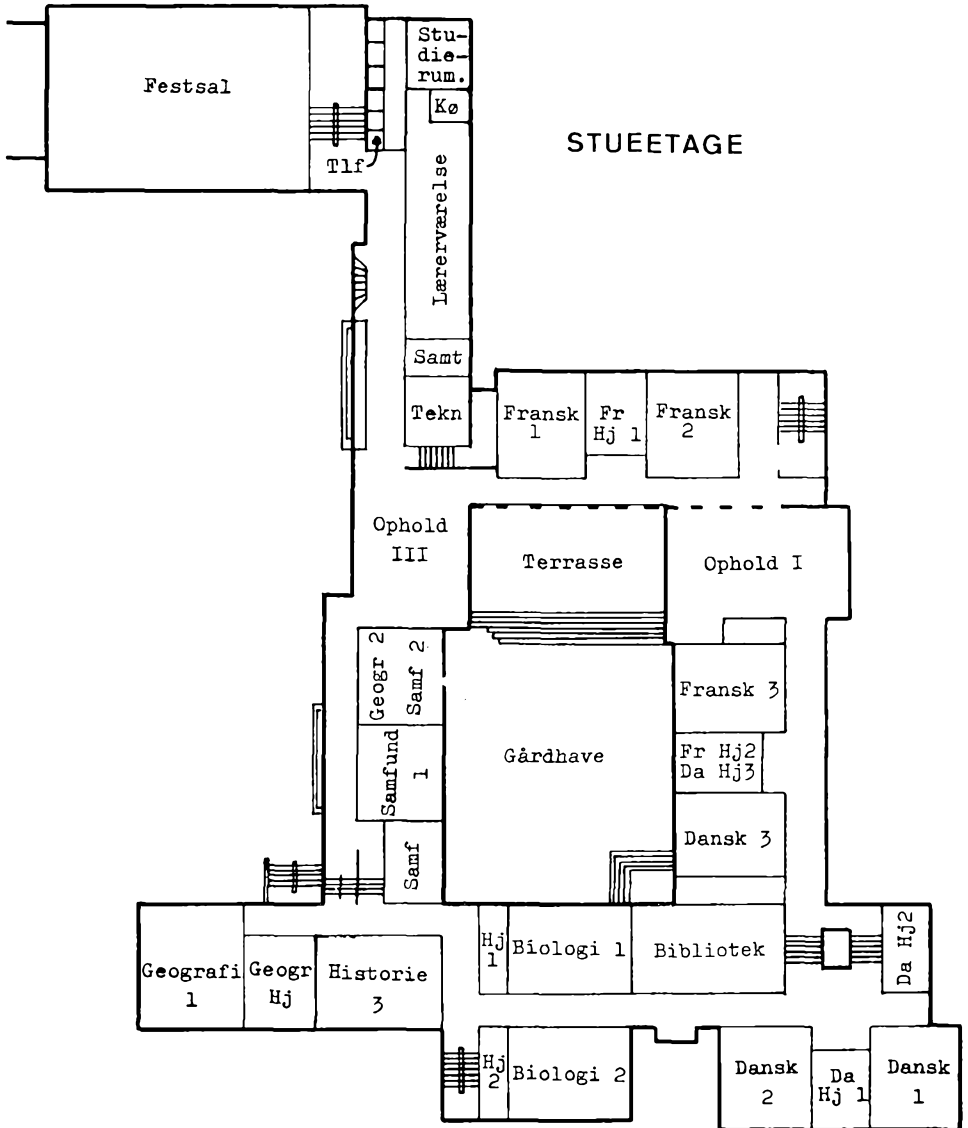 Stu-
die-
rum.
Festsal
Kø
STUEETAGE
Tlf
Lærerværelse
Samt
Tekn
Fransk
1
Fr
Hj 1
Fransk
2
Ophold
III
Terrasse
Ophold I
Geogr 2
Samf 2
Fransk 3
Samfund
1
Gårdhave
Fr Hj2
Da Hj3
Samf
Dansk 3
Geografi
1
Geogr
Hj
Historie
3
Hj
1
Biologi 1
Bibliotek
Da Hj2
Hj
2
Biologi 2
Dansk
2
Da
Hj 1
Dansk
1